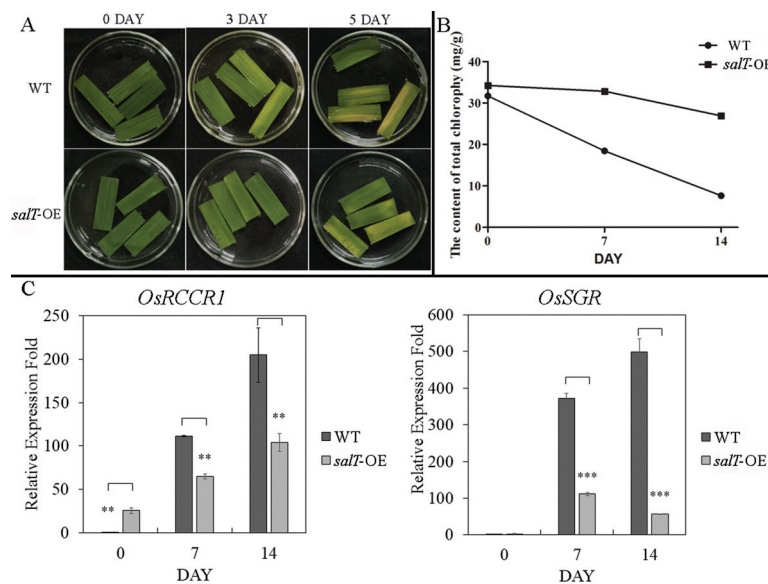 A
0 DAY 3 DAY 5 DAY
WT
salT-OE
B
WT
salT-OE
The content of total chlorophy (mg/g)
40
30
20
10
0
0 7 14
DAY
C
OsRCCR1
Relative Expression Fold
250
200
150
100
50
0
**
**
**
0 7 14
DAY
WT
salT-OE
OsSGR
Relative Expression Fold
600
500
400
300
200
100
0
***
***
0 7 14
DAY
WT
salT-OE